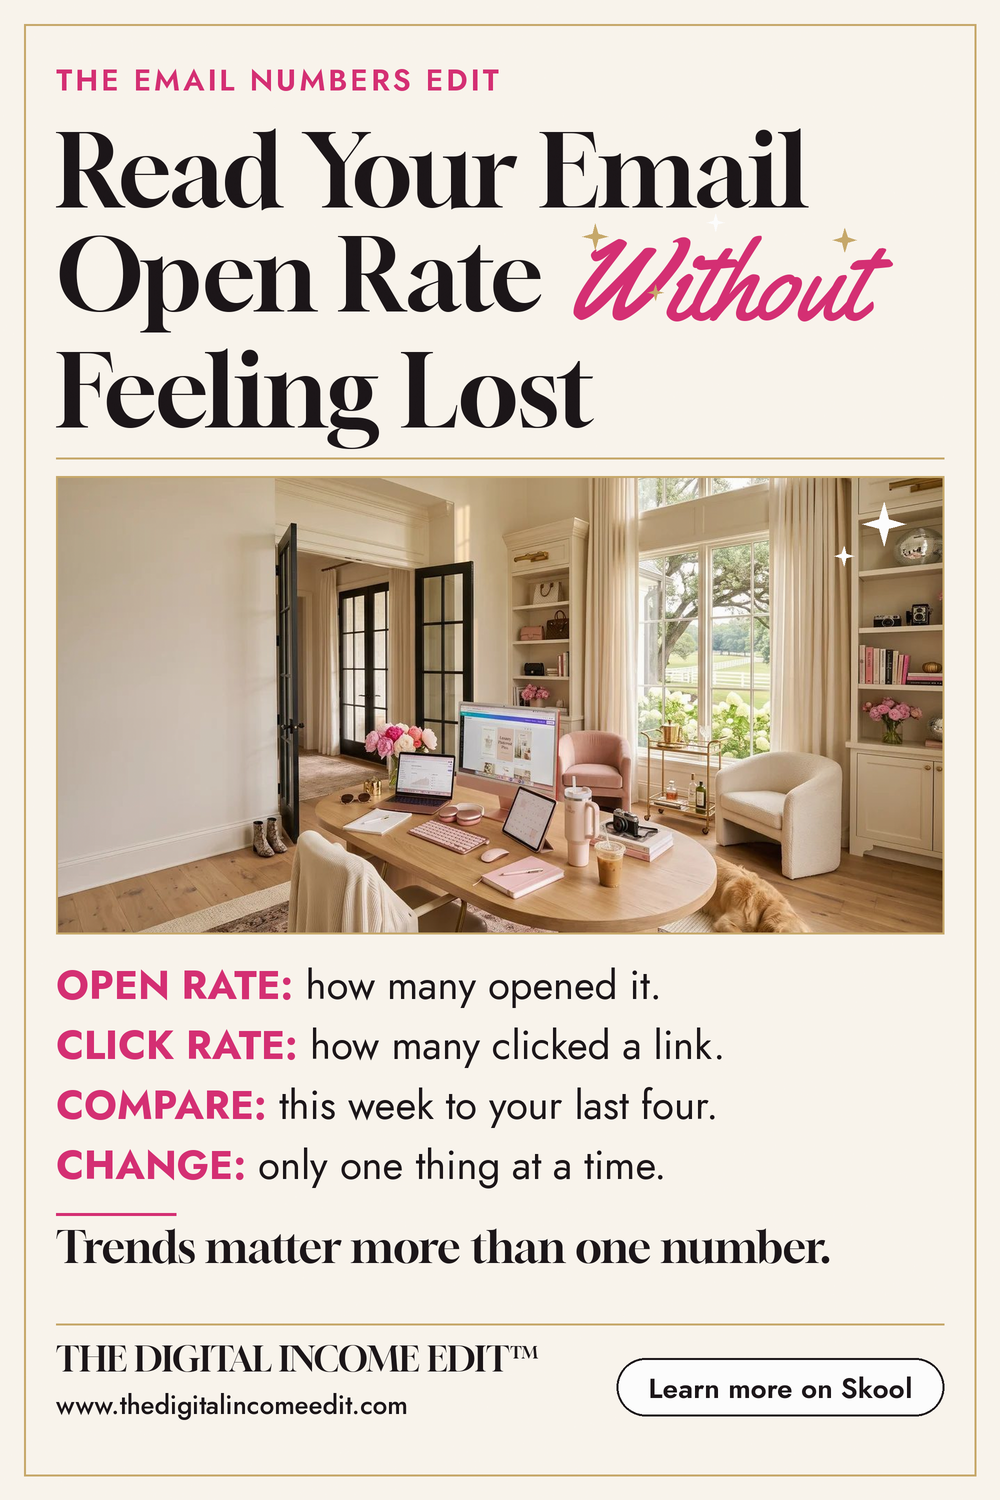 THE EMAIL NUMBERS EDIT
Read Your Email
Open Rate Without
Feeling Lost
OPEN RATE: how many opened it.
CLICK RATE: how many clicked a link.
COMPARE: this week to your last four.
CHANGE: only one thing at a time.
Trends matter more than one number.
THE DIGITAL INCOME EDIT™
www.thedigitalincomeedit.com
Learn more on Skool